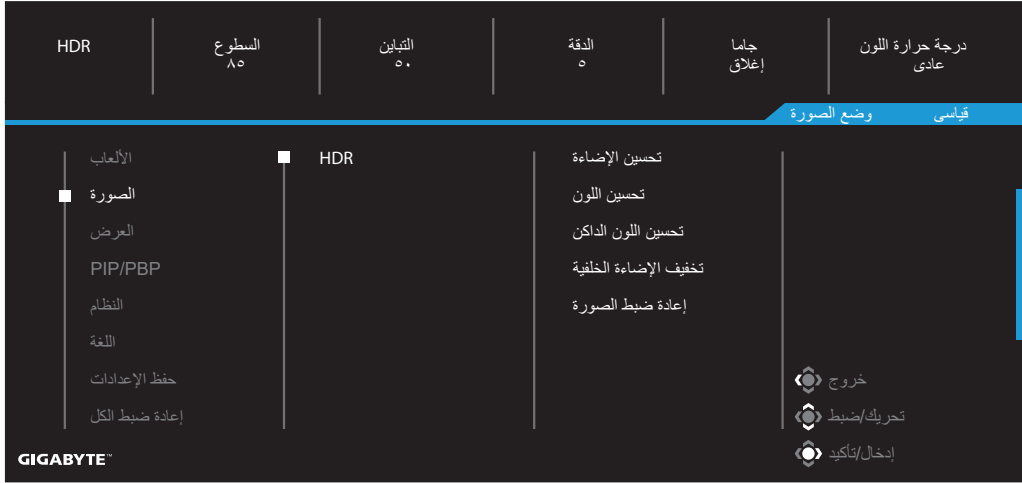 HDR
السطوع
٨٥
التباين
٥٠
الدقة
٥
جاما
إغلاق
درجة حرارة اللون
عادى
وضع الصورة
قياسى
الألعاب
الصورة
العرض
PIP/PBP
النظام
اللغة
حفظ الإعدادات
إعادة ضبط الكل
HDR
تحسين الإضاءة
تحسين اللون
تحسين اللون الداكن
تخفيف الإضاءة الخلفية
إعادة ضبط الصورة
خروج
تحريك/ضبط
إدخال/تأكيد
GIGABYTE™